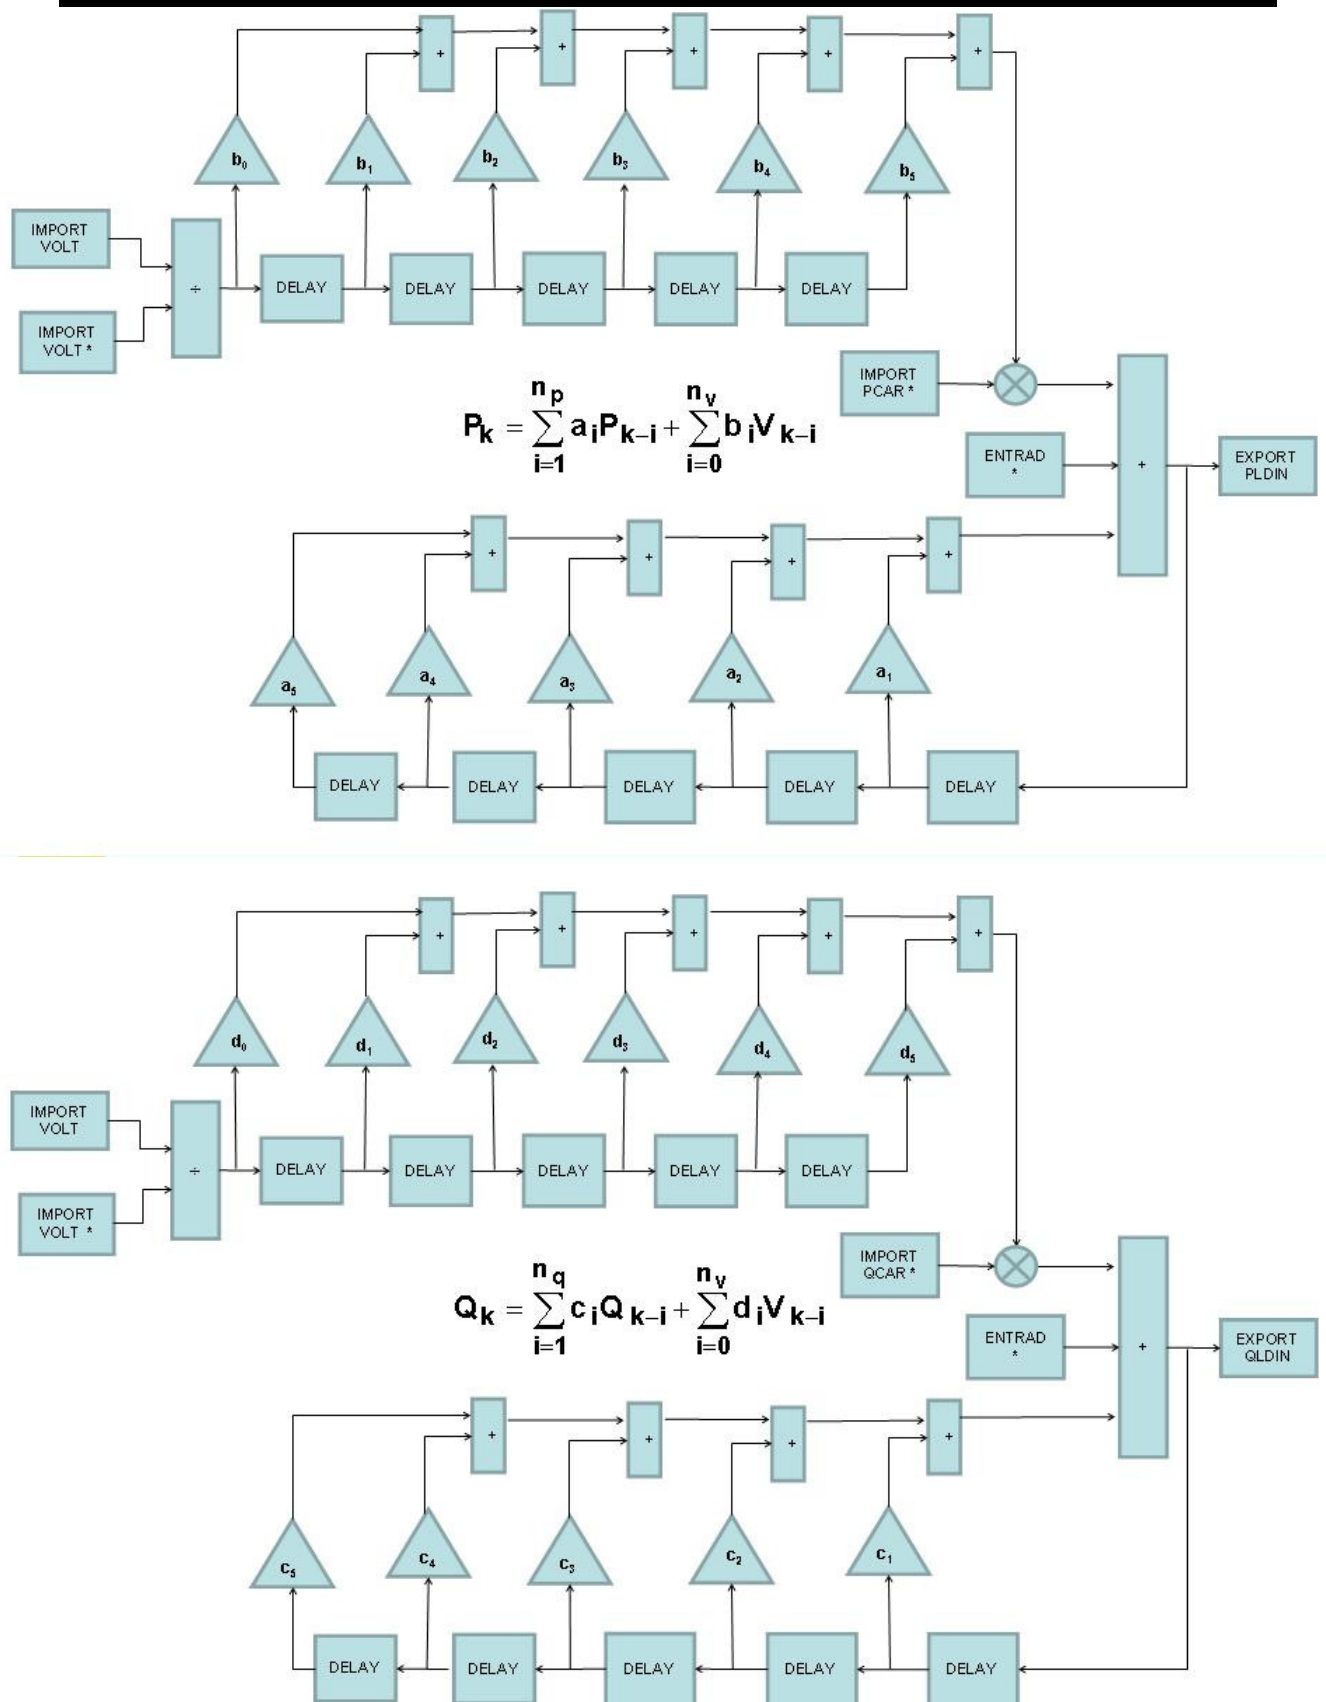 +
+
+
+
+
b0
b1
b2
b3
b4
b5
IMPORT
VOLT
÷
DELAY
DELAY
DELAY
DELAY
DELAY
IMPORT
VOLT *
IMPORT
PCAR *
Pk = np∑i=1 aiPk–i + nv∑i=0 biVk–i
ENTRAD
*
+
EXPORT
PLDIN
+
+
+
+
a5
a4
a3
a2
a1
DELAY
DELAY
DELAY
DELAY
DELAY
+
+
+
+
+
d0
d1
d2
d3
d4
d5
IMPORT
VOLT
÷
DELAY
DELAY
DELAY
DELAY
DELAY
IMPORT
VOLT *
IMPORT
QCAR *
Qk = nq∑i=1 ciQk–i + nv∑i=0 diVk–i
ENTRAD
*
+
EXPORT
QLDIN
+
+
+
+
c5
c4
c3
c2
c1
DELAY
DELAY
DELAY
DELAY
DELAY